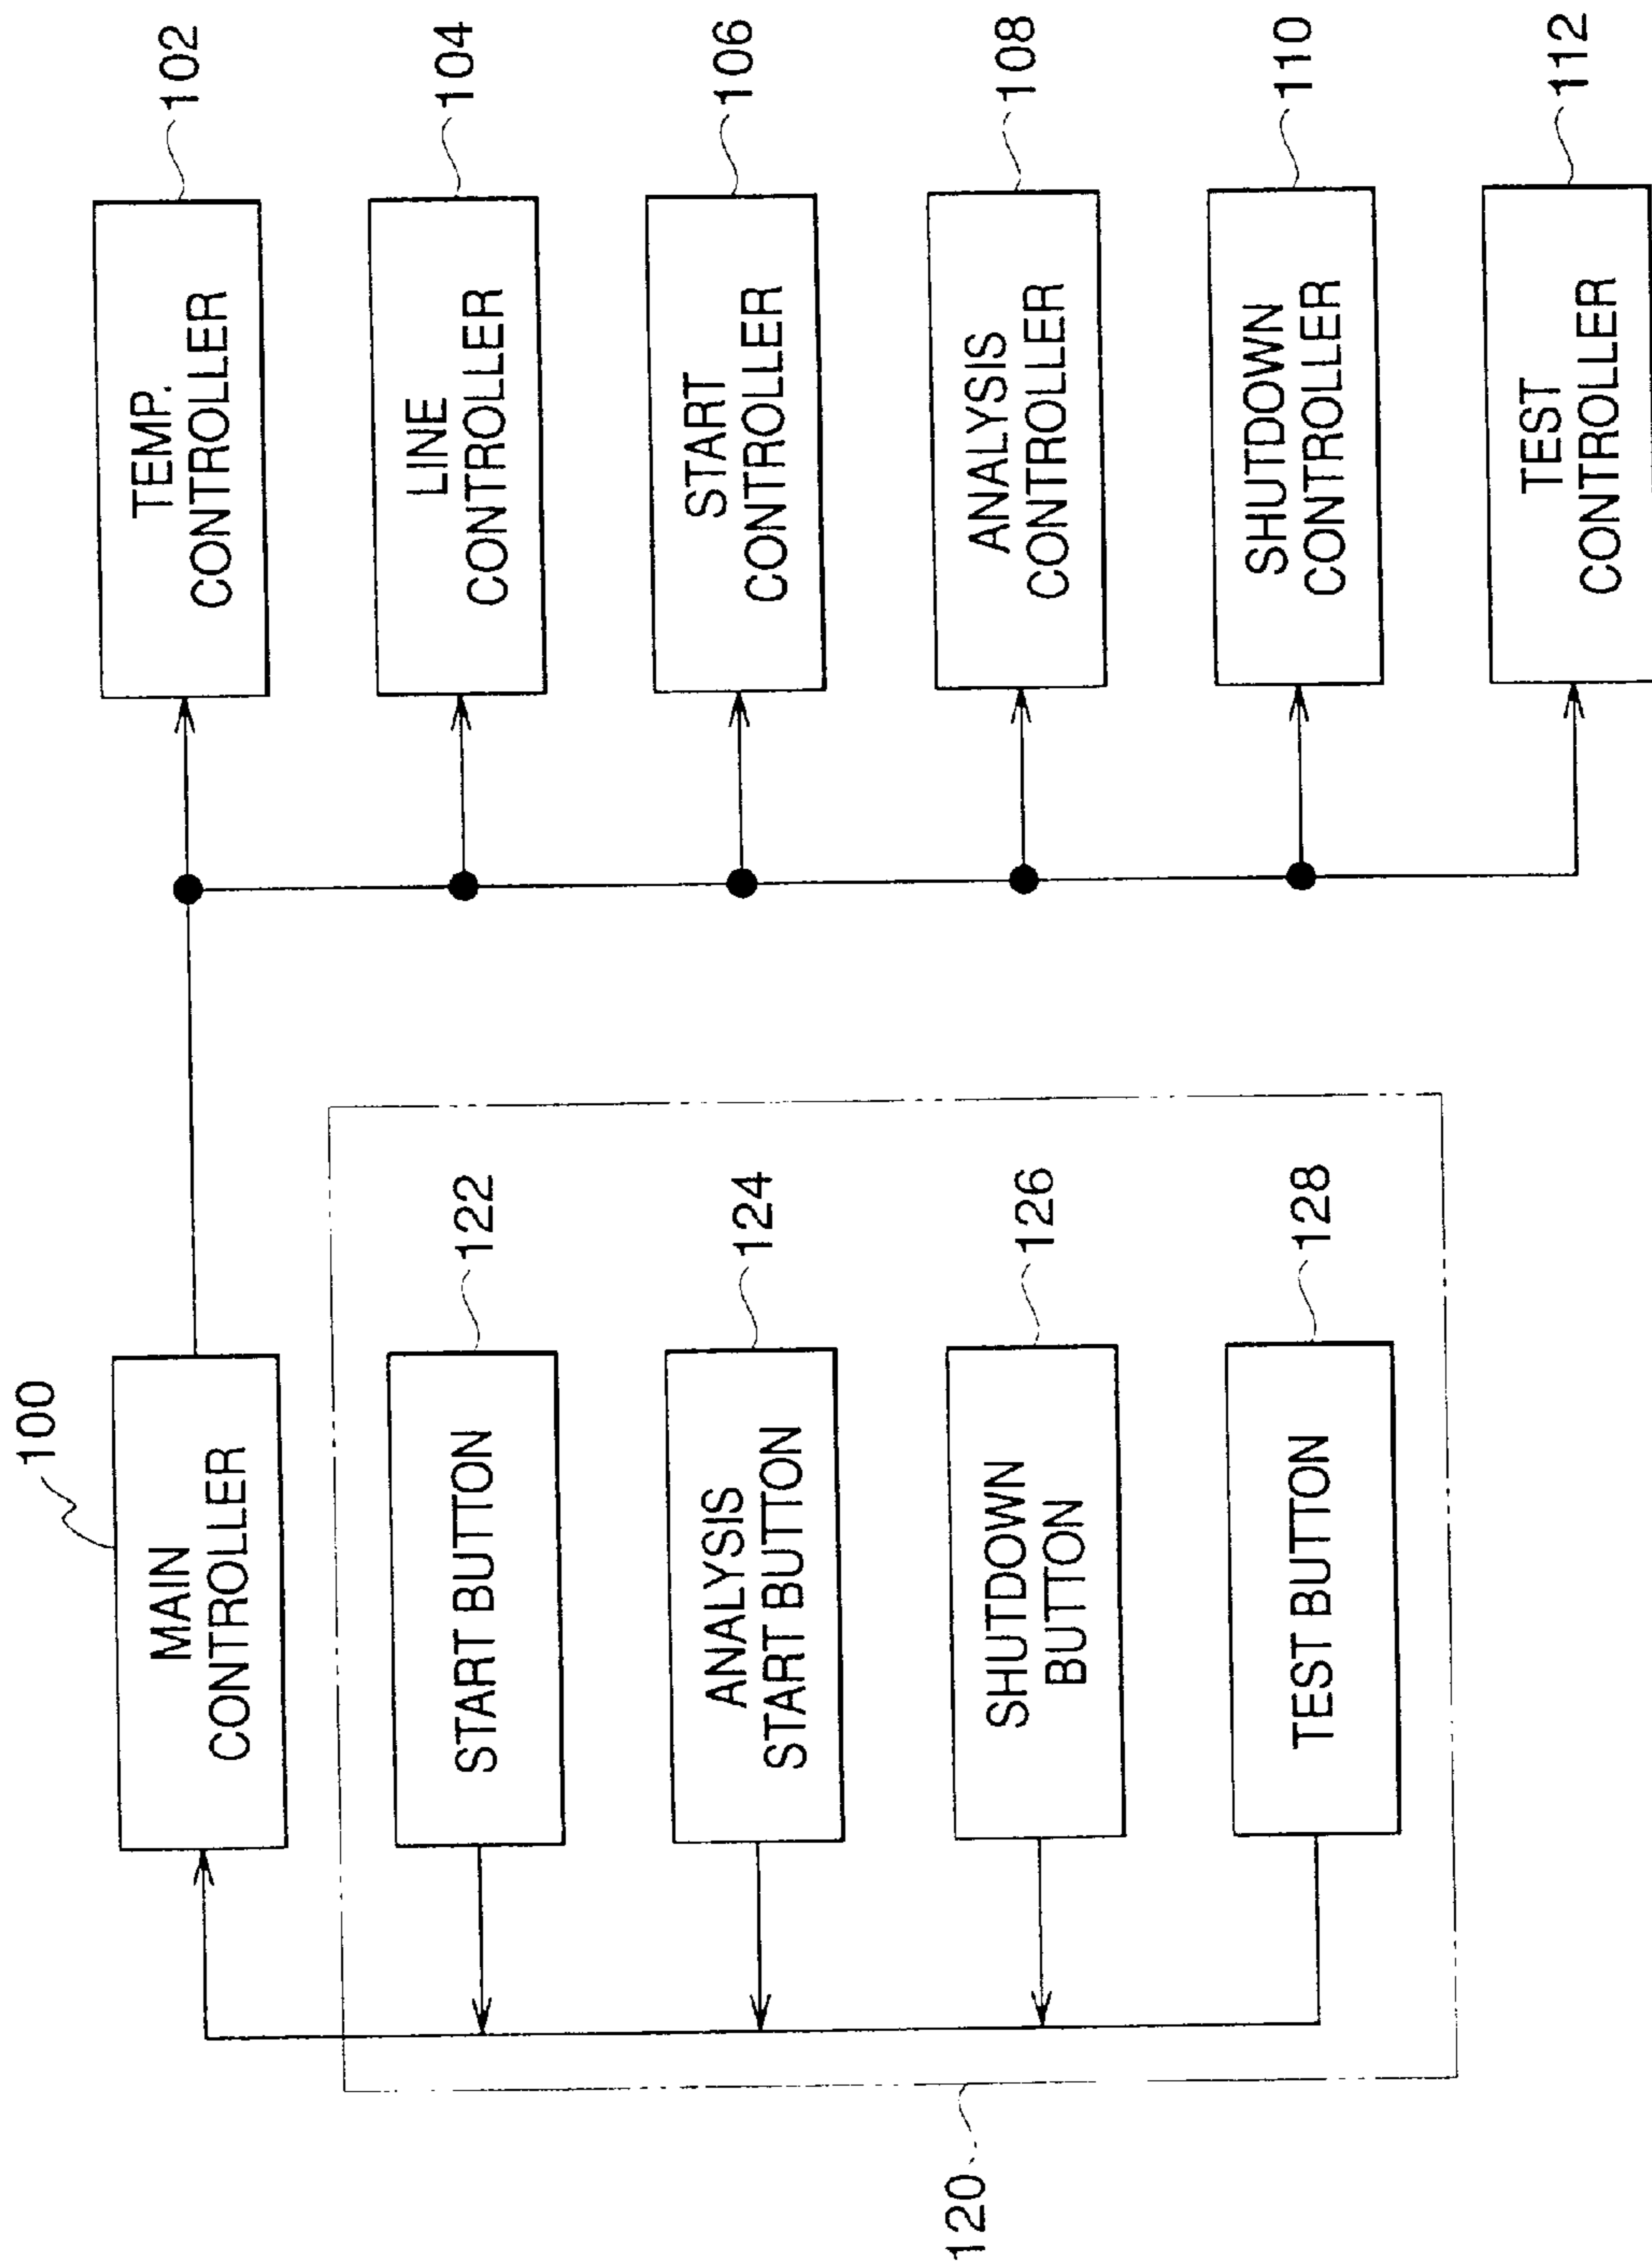 100
MAIN
CONTROLLER
START BUTTON
122
ANALYSIS
START BUTTON
124
SHUTDOWN
BUTTON
126
TEST BUTTON
128
120
TEMP.
CONTROLLER
102
LINE
CONTROLLER
104
START
CONTROLLER
106
ANALYSIS
CONTROLLER
108
SHUTDOWN
CONTROLLER
110
TEST
CONTROLLER
112